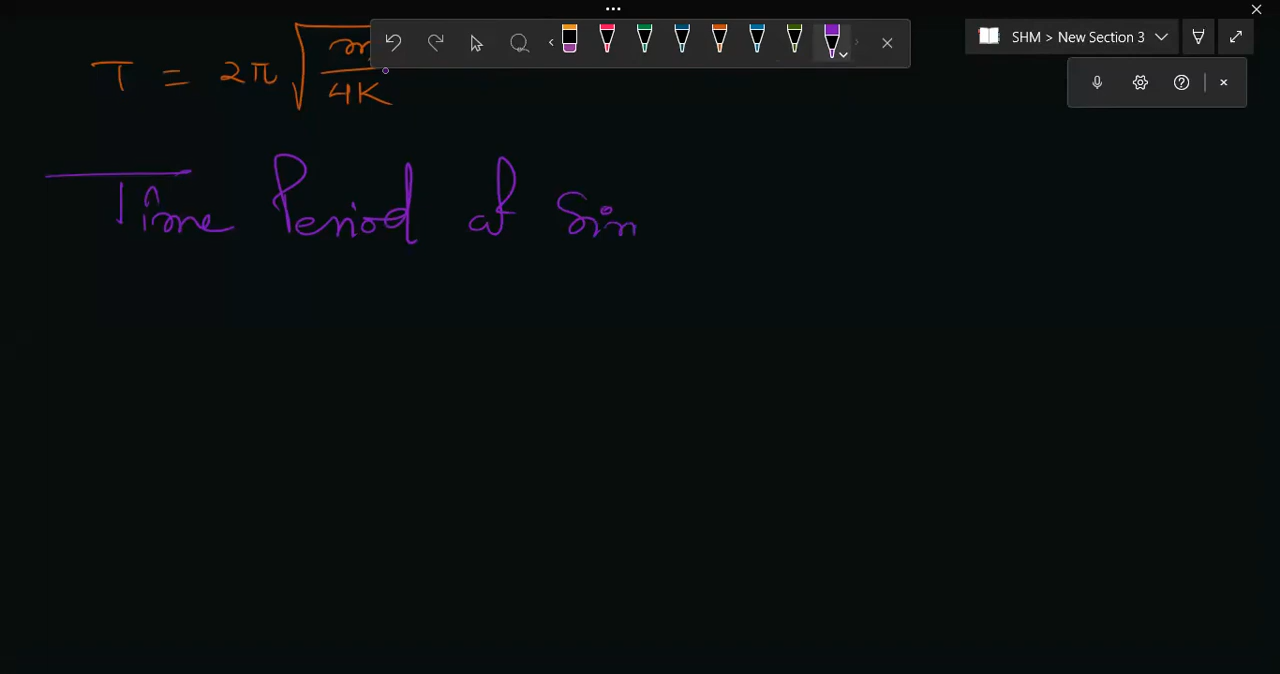 SHM > New Section 3
T = 2π √m/4K
Time Period of Sim